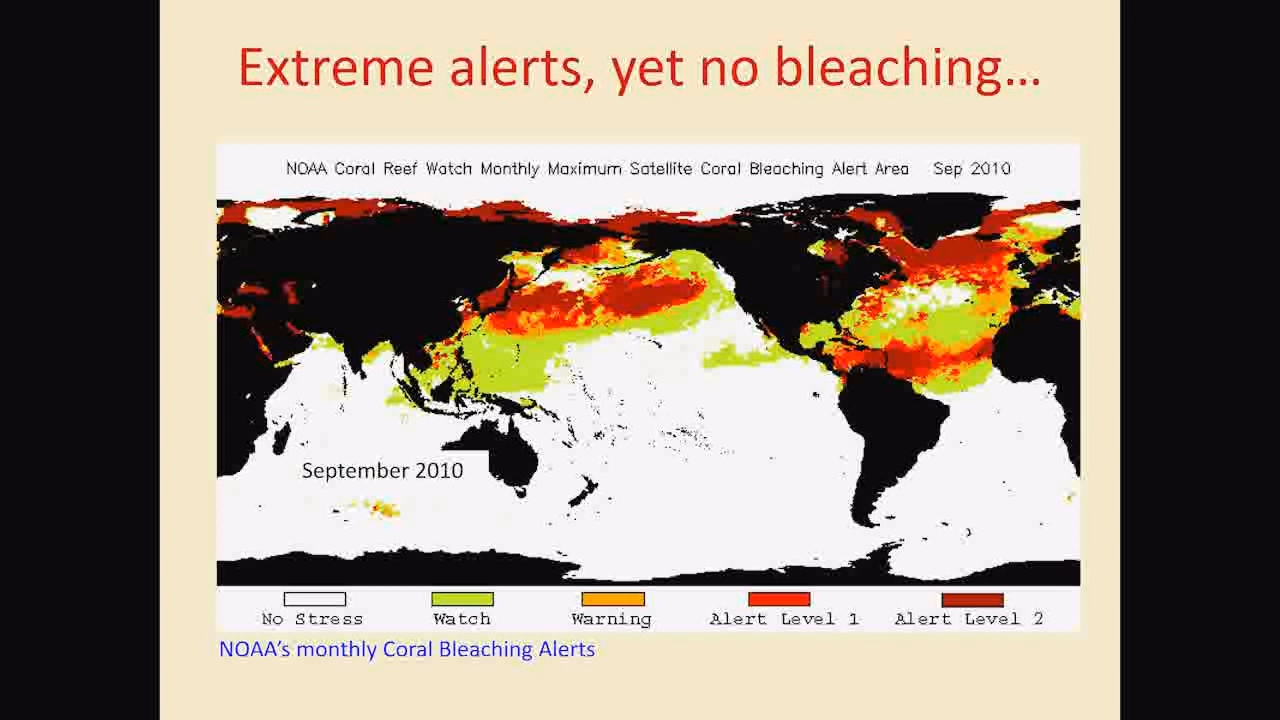 Extreme alerts, yet no bleaching...
NOAA Coral Reef Watch Monthly Maximum Satellite Coral Bleaching Alert Area Sep 2010
September 2010
No Stress Watch Warning Alert Level 1 Alert Level 2
NOAA's monthly Coral Bleaching Alerts